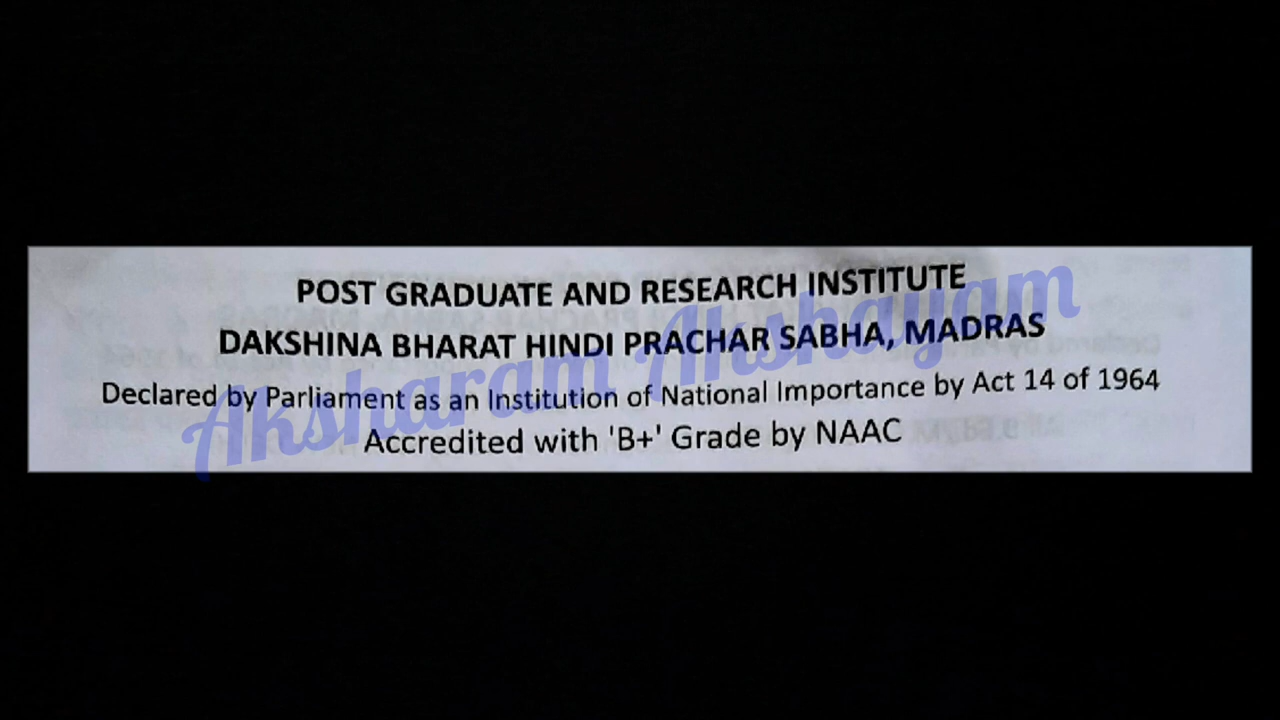 POST GRADUATE AND RESEARCH INSTITUTE
DAKSHINA BHARAT HINDI PRACHAR SABHA, MADRAS
Declared by Parliament as an Institution of National Importance by Act 14 of 1964
Accredited with 'B+' Grade by NAAC
Aksharam Akshayam